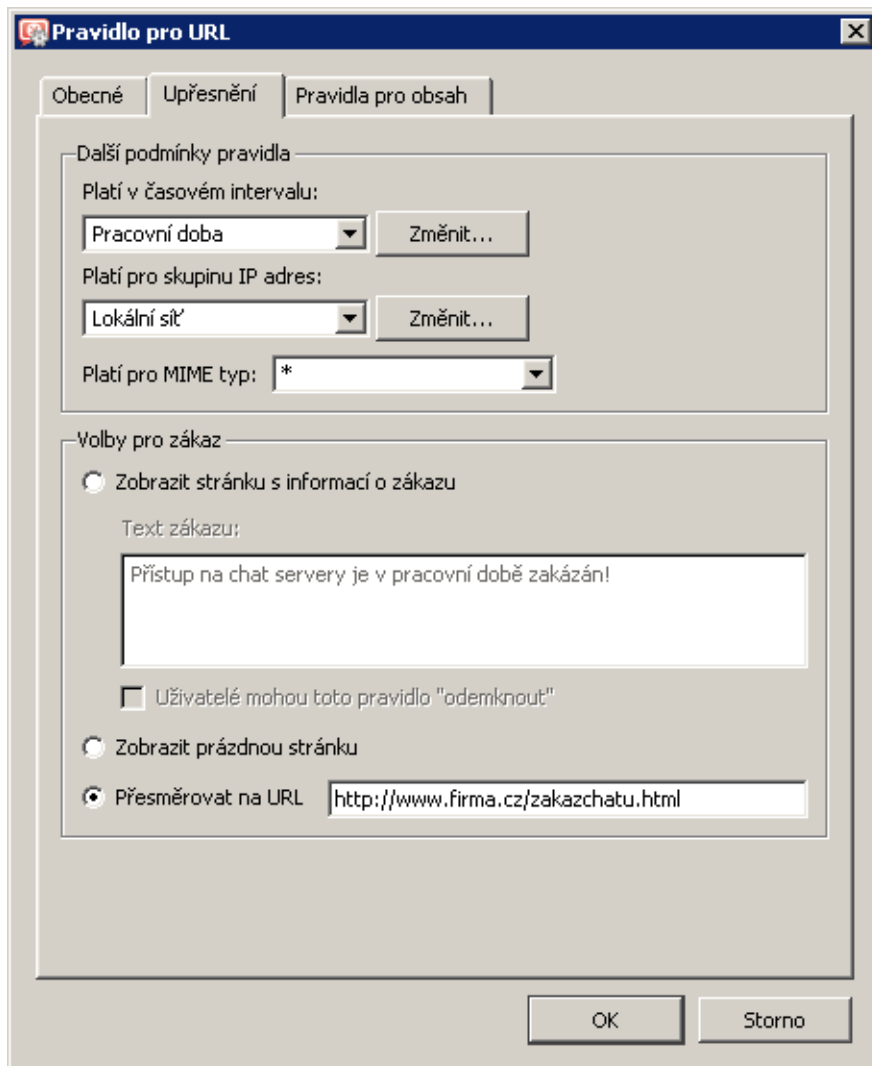 Pravidlo pro URL
Obecné
Upřesnění
Pravidla pro obsah
Další podmínky pravidla
Platí v časovém intervalu:
Pracovní doba
Změnit...
Platí pro skupinu IP adres:
Lokální síť
Změnit...
Platí pro MIME typ:
*
Volby pro zákaz
Zobrazit stránku s informací o zákazu
Text zákazu:
Přístup na chat servery je v pracovní době zakázán!
Uživatelé mohou toto pravidlo "odemknout"
Zobrazit prázdnou stránku
Přesměrovat na URL
http://www.firma.cz/zakazchatu.html
OK
Storno